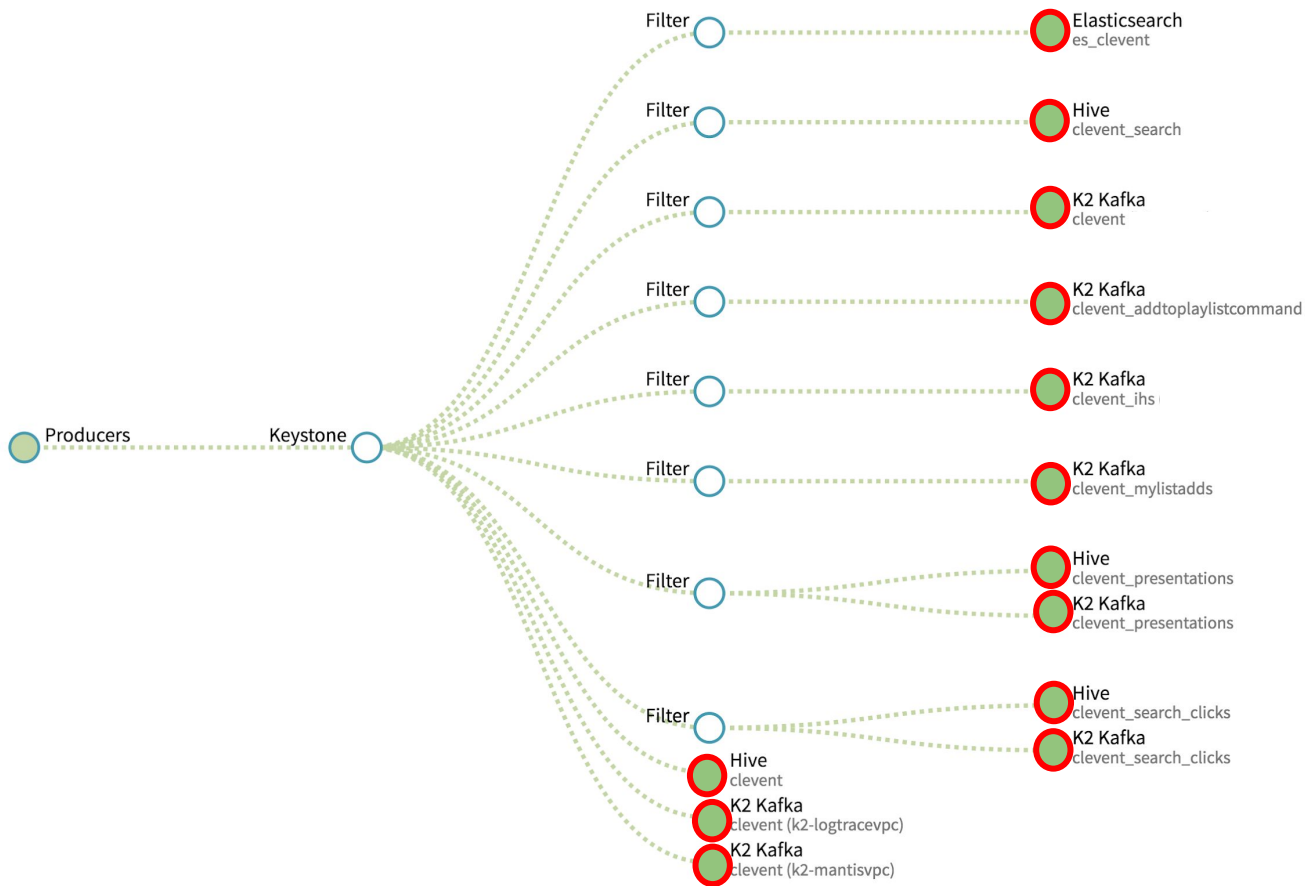 Filter
Elasticsearch
es_clevent
Filter
Hive
clevent_search
Filter
K2 Kafka
clevent
Filter
K2 Kafka
clevent_addtoplaylistcommand
Filter
K2 Kafka
clevent_ihs
Producers
Keystone
Filter
K2 Kafka
clevent_mylistadds
Filter
Hive
clevent_presentations
K2 Kafka
clevent_presentations
Filter
Hive
clevent_search_clicks
K2 Kafka
clevent_search_clicks
Hive
clevent
K2 Kafka
clevent (k2-logtracevpc)
K2 Kafka
clevent (k2-mantisvpc)